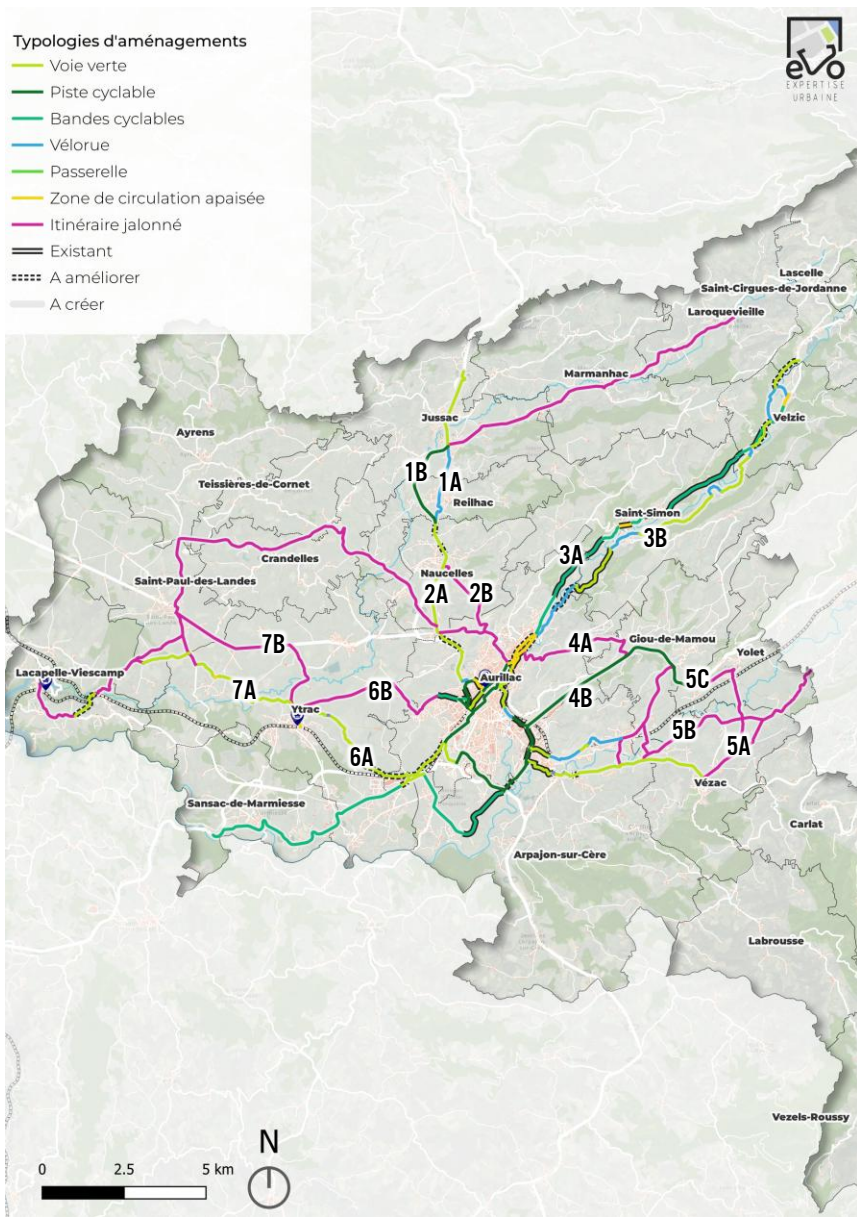 Typologies d'aménagements
Voie verte
Piste cyclable
Bandes cyclables
Vélorue
Passerelle
Zone de circulation apaisée
Itinéraire jalonné
Existant
A améliorer
A créer
evo
EXPERTISE
URBAINE
Lascelle
Saint-Cirgues-de-Jordanne
Laroquevieille
Marmanhac
Jussac
Velzic
Ayrens
1B
1A
Teissières-de-Cornet
Reilhac
Saint-Simon
3B
3A
Crandelles
Naucelles
Saint-Paul-des-Landes
2A
2B
Giou-de-Mamou
4A
Yolet
7B
Lacapelle-Viescamp
Aurillac
5C
7A
6B
4B
Ytrac
5B
5A
6A
Vézac
Sansac-de-Marmiesse
Carlat
Arpajon-sur-Cère
Labrousse
Vezels-Roussy
N
0 2.5 5 km